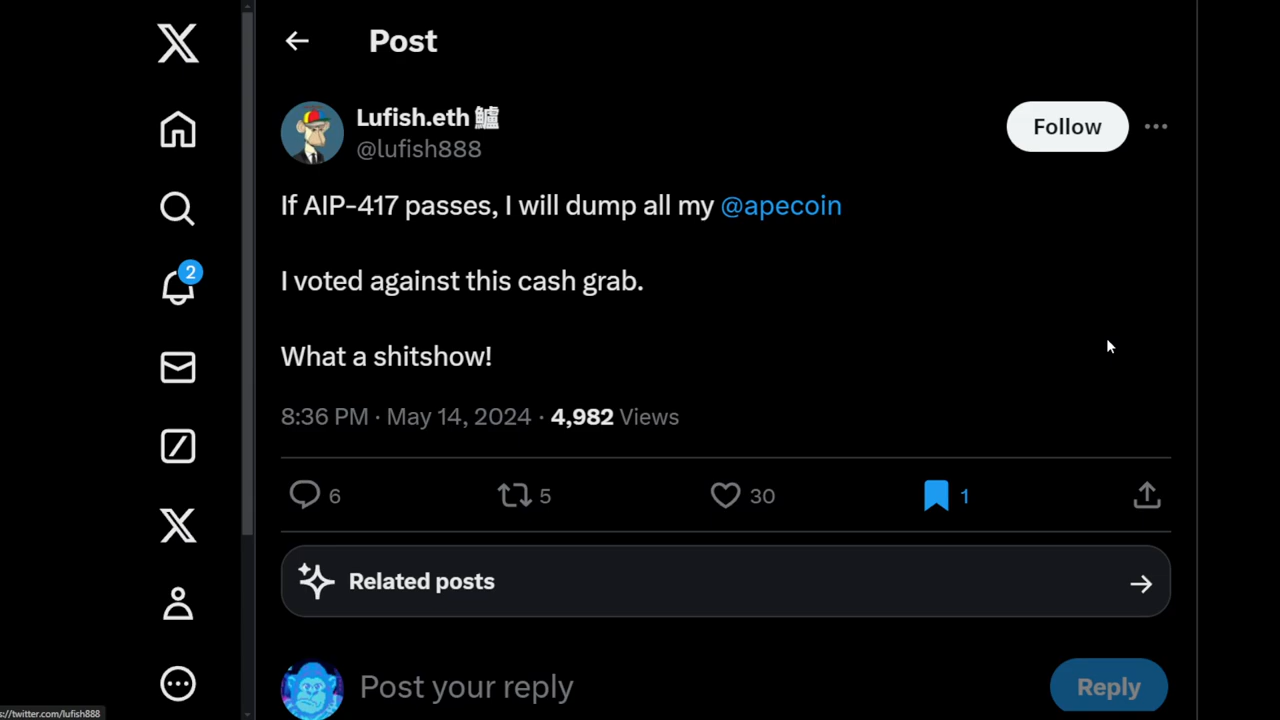 Post
Lufish.eth 鱸
@lufish888
Follow
If AIP-417 passes, I will dump all my @apecoin
I voted against this cash grab.
What a shitshow!
8:36 PM · May 14, 2024 · 4,982 Views
6
5
30
1
2
Related posts
Post your reply
Reply
s://twitter.com/lufish888